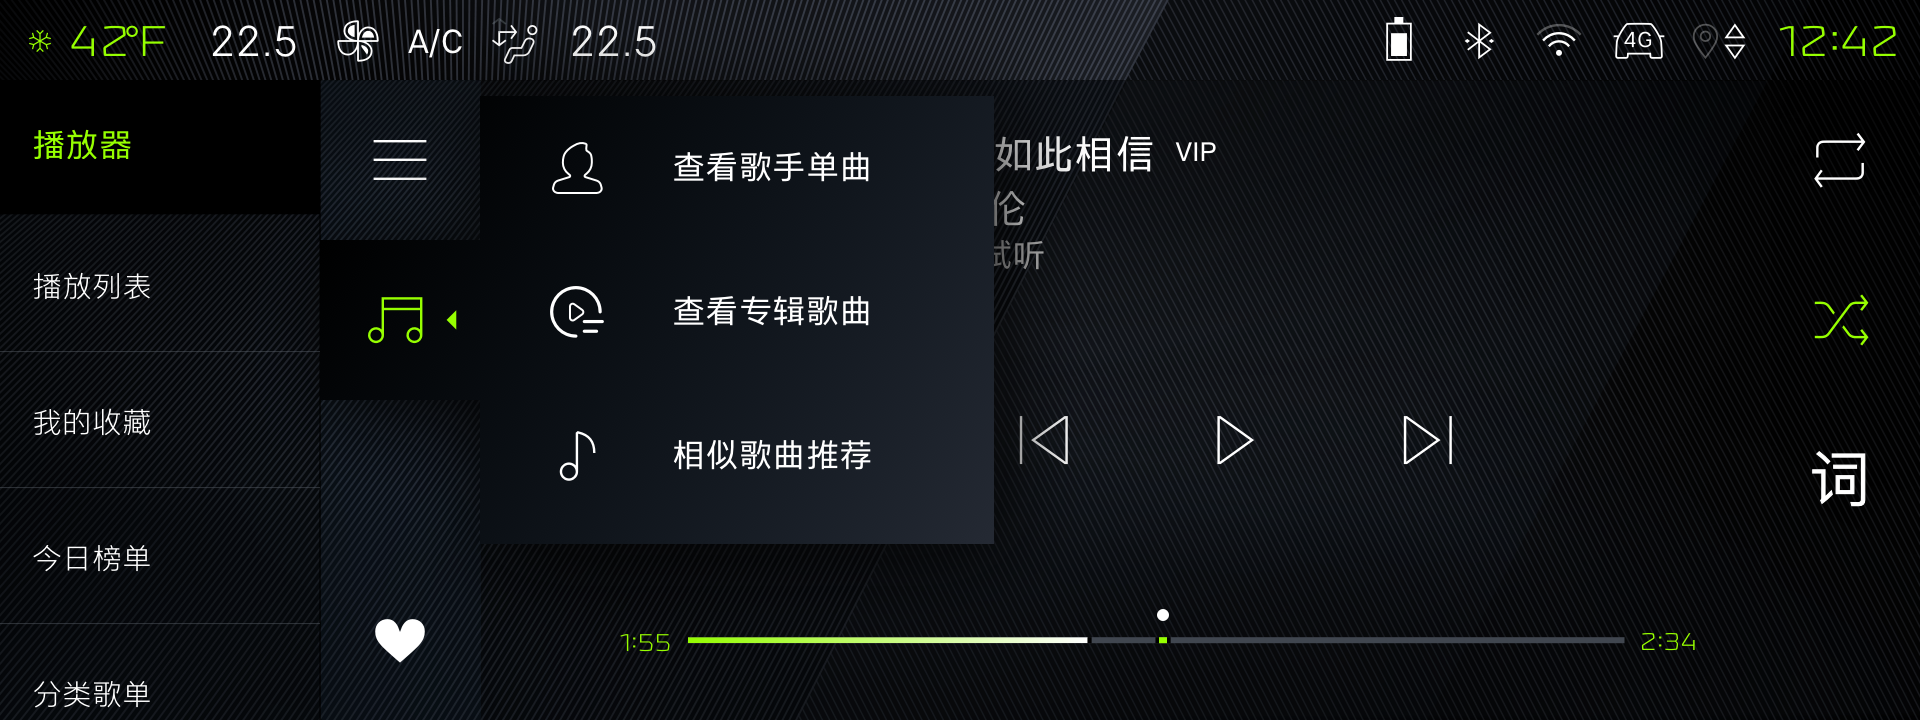 42°F 22.5 A/C 22.5 4G 12:42
播放器
播放列表
我的收藏
今日榜单
分类歌单
查看歌手单曲
查看专辑歌曲
相似歌曲推荐
如此相信 VIP
伦
试听
词
1:55 2:34